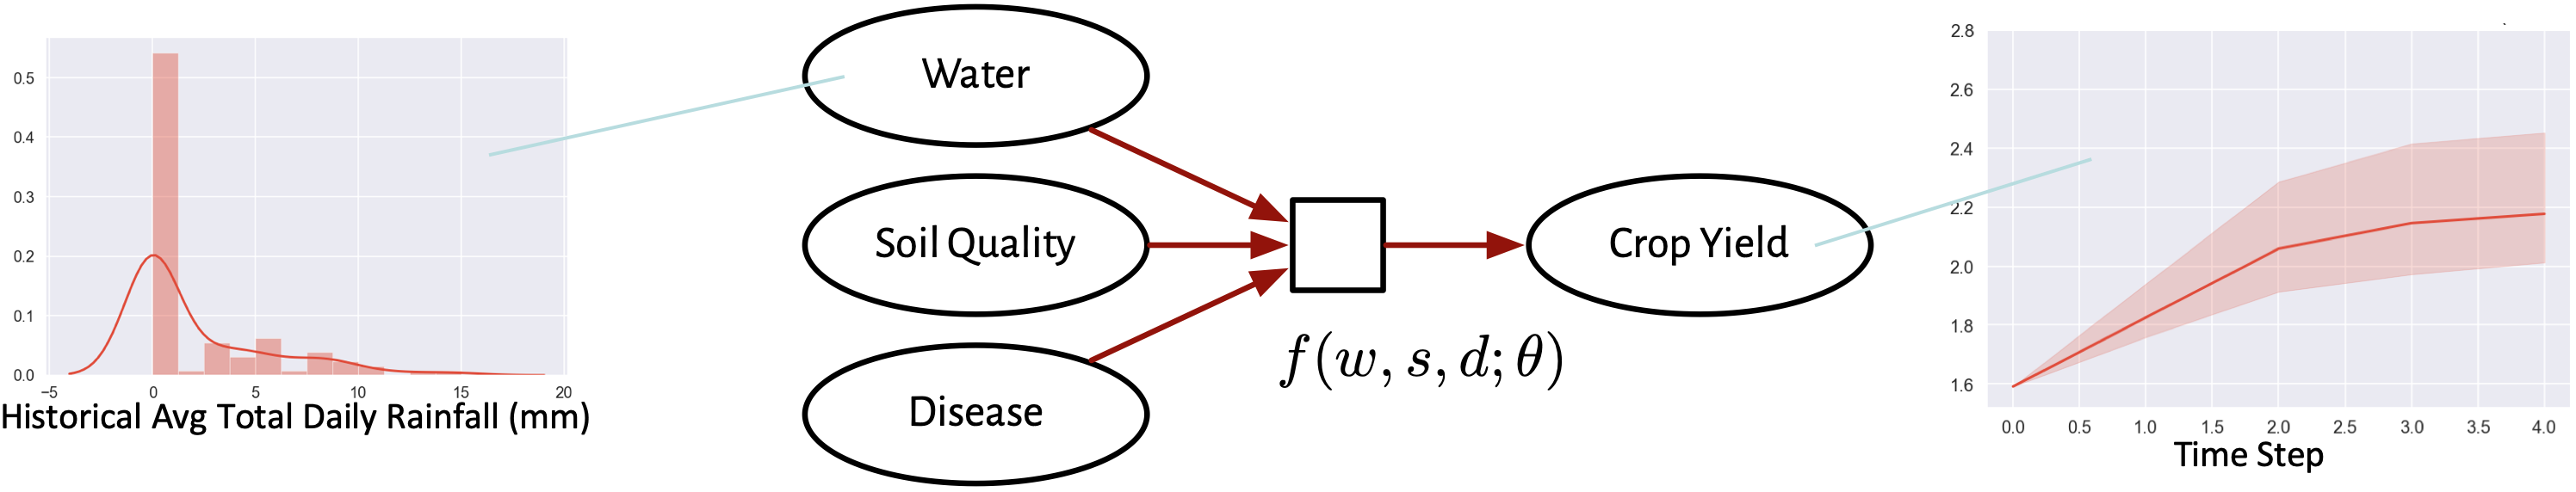 0.5
0.4
0.3
0.2
0.1
0.0
−5 0 5 10 15 20
Historical Avg Total Daily Rainfall (mm)
Water
Soil Quality
Disease
f(w, s, d; θ)
Crop Yield
2.8
2.6
2.4
2.2
2.0
1.8
1.6
0.0 0.5 1.0 1.5 2.0 2.5 3.0 3.5 4.0
Time Step